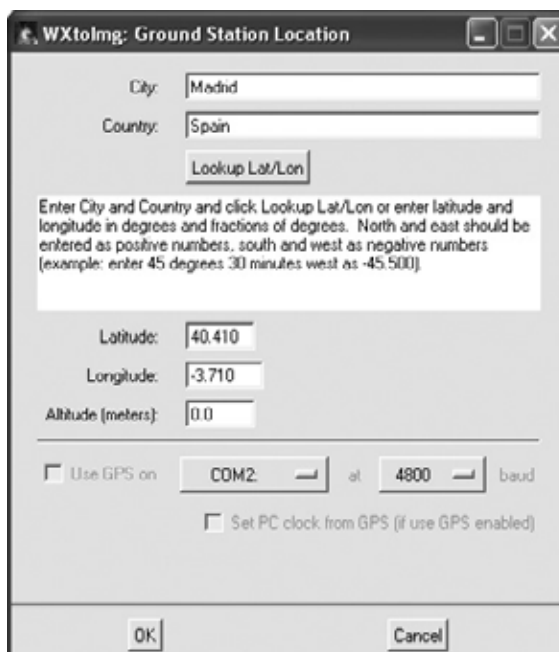 WXtoImg: Ground Station Location
City: Madrid
Country: Spain
Lookup Lat/Lon
Enter City and Country and click Lookup Lat/Lon or enter latitude and
longitude in degrees and fractions of degrees. North and east should be
entered as positive numbers, south and west as negative numbers
(example: enter 45 degrees 30 minutes west as -45.500).
Latitude: 40.410
Longitude: -3.710
Altitude (meters): 0.0
Use GPS on COM2: at 4800 baud
Set PC clock from GPS (if use GPS enabled)
OK Cancel